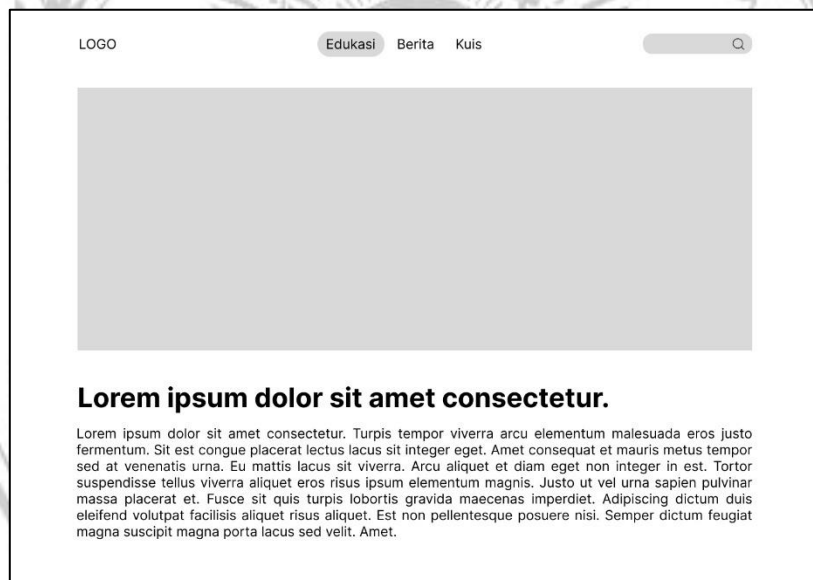 LOGO Edukasi Berita Kuis
Lorem ipsum dolor sit amet consectetur.
Lorem ipsum dolor sit amet consectetur. Turpis tempor viverra arcu elementum malesuada eros justo
fermentum. Sit est congue placerat lectus lacus sit integer eget. Amet consequat et mauris metus tempor
sed at venenatis urna. Eu mattis lacus sit viverra. Arcu aliquet et diam eget non integer in est. Tortor
suspendisse tellus viverra aliquet eros risus ipsum elementum magnis. Justo ut vel urna sapien pulvinar
massa placerat et. Fusce sit quis turpis lobortis gravida maecenas imperdiet. Adipiscing dictum duis
eleifend volutpat facilisis aliquet risus aliquet. Est non pellentesque posuere nisi. Semper dictum feugiat
magna suscipit magna porta lacus sed velit. Amet.